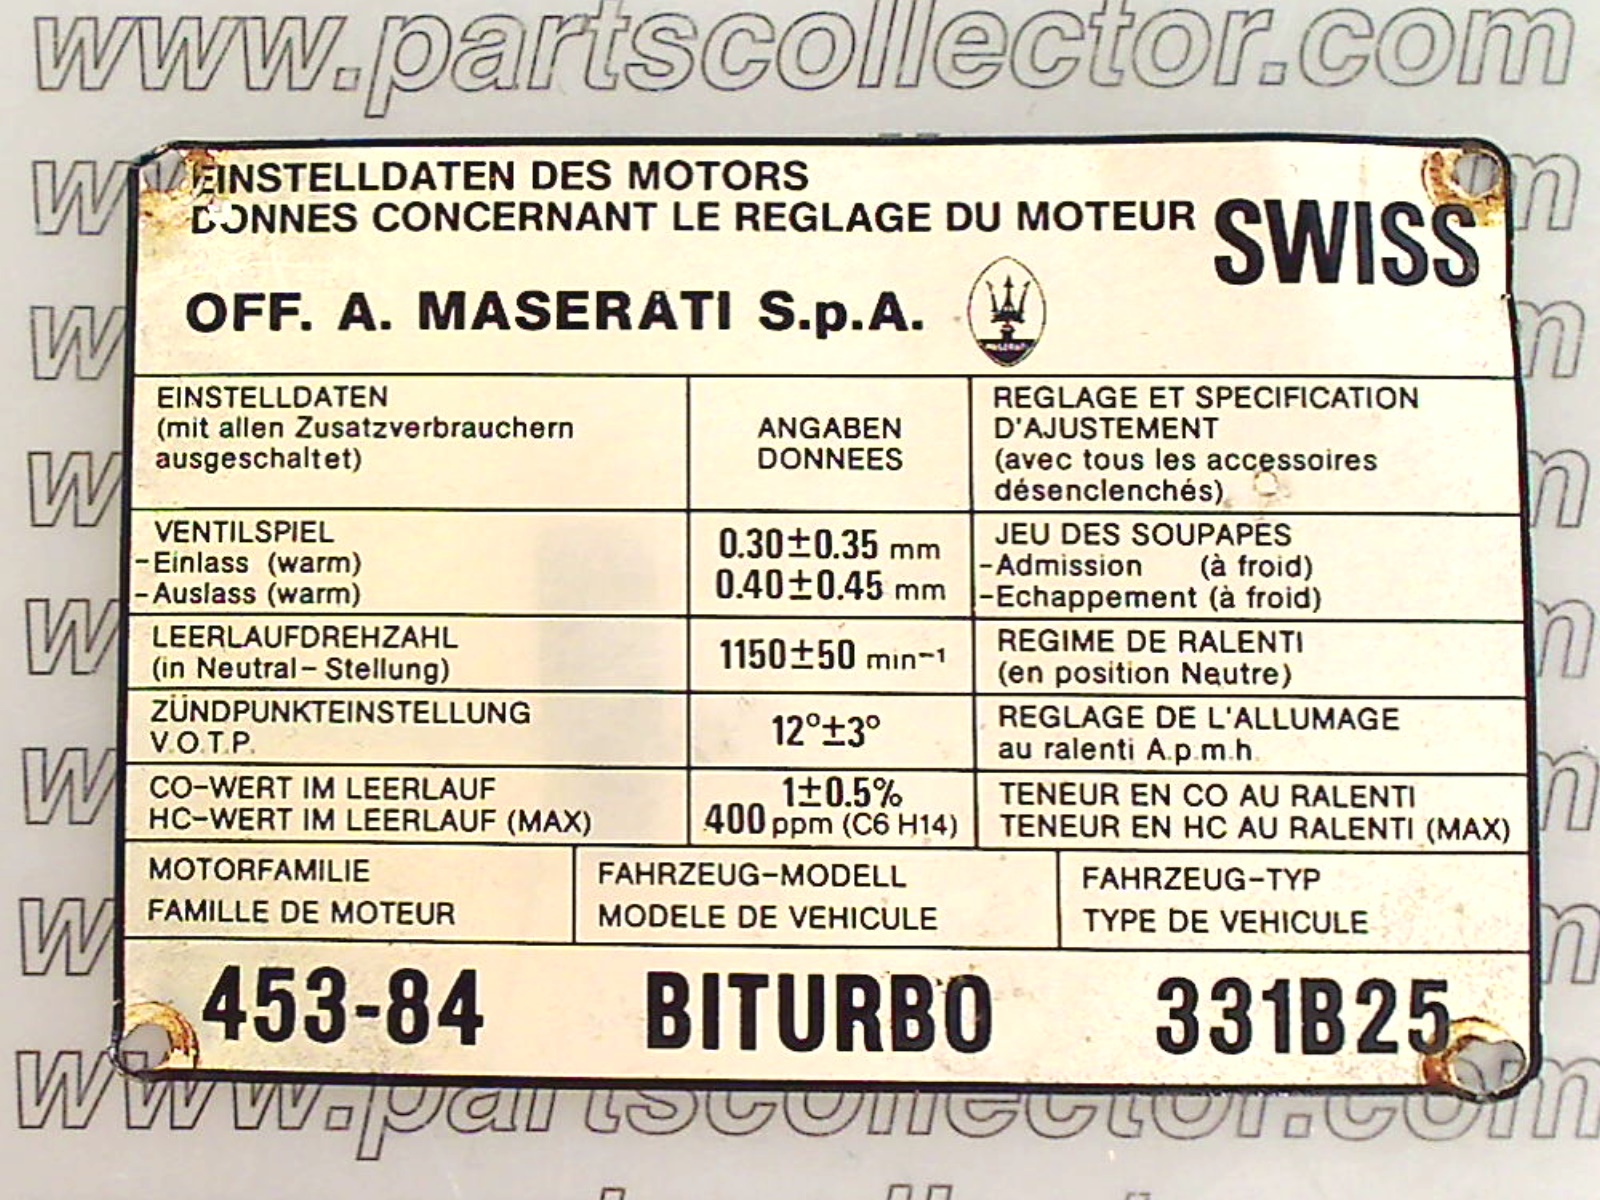 www.partscollector.com
EINSTELLDATEN DES MOTORS
DONNES CONCERNANT LE REGLAGE DU MOTEUR
SWISS
OFF. A. MASERATI S.p.A.
MASERATI
EINSTELLDATEN
(mit allen Zusatzverbrauchern
ausgeschaltet)
ANGABEN
DONNEES
REGLAGE ET SPECIFICATION
D'AJUSTEMENT
(avec tous les accessoires
désenclenchés)
VENTILSPIEL
-Einlass (warm)
-Auslass (warm)
0.30±0.35 mm
0.40±0.45 mm
JEU DES SOUPAPES
-Admission (à froid)
-Echappement (à froid)
LEERLAUFDREHZAHL
(in Neutral-Stellung)
1150±50 min-¹
REGIME DE RALENTI
(en position Neutre)
ZÜNDPUNKTEINSTELLUNG
V.O.T.P.
12°±3°
REGLAGE DE L'ALLUMAGE
au ralenti A.p.m.h.
CO-WERT IM LEERLAUF
HC-WERT IM LEERLAUF (MAX)
1±0.5%
400 ppm (C6 H14)
TENEUR EN CO AU RALENTI
TENEUR EN HC AU RALENTI (MAX)
MOTORFAMILIE
FAMILLE DE MOTEUR
FAHRZEUG-MODELL
MODELE DE VEHICULE
FAHRZEUG-TYP
TYPE DE VEHICULE
453-84
BITURBO
331B25
www.partscollector.com